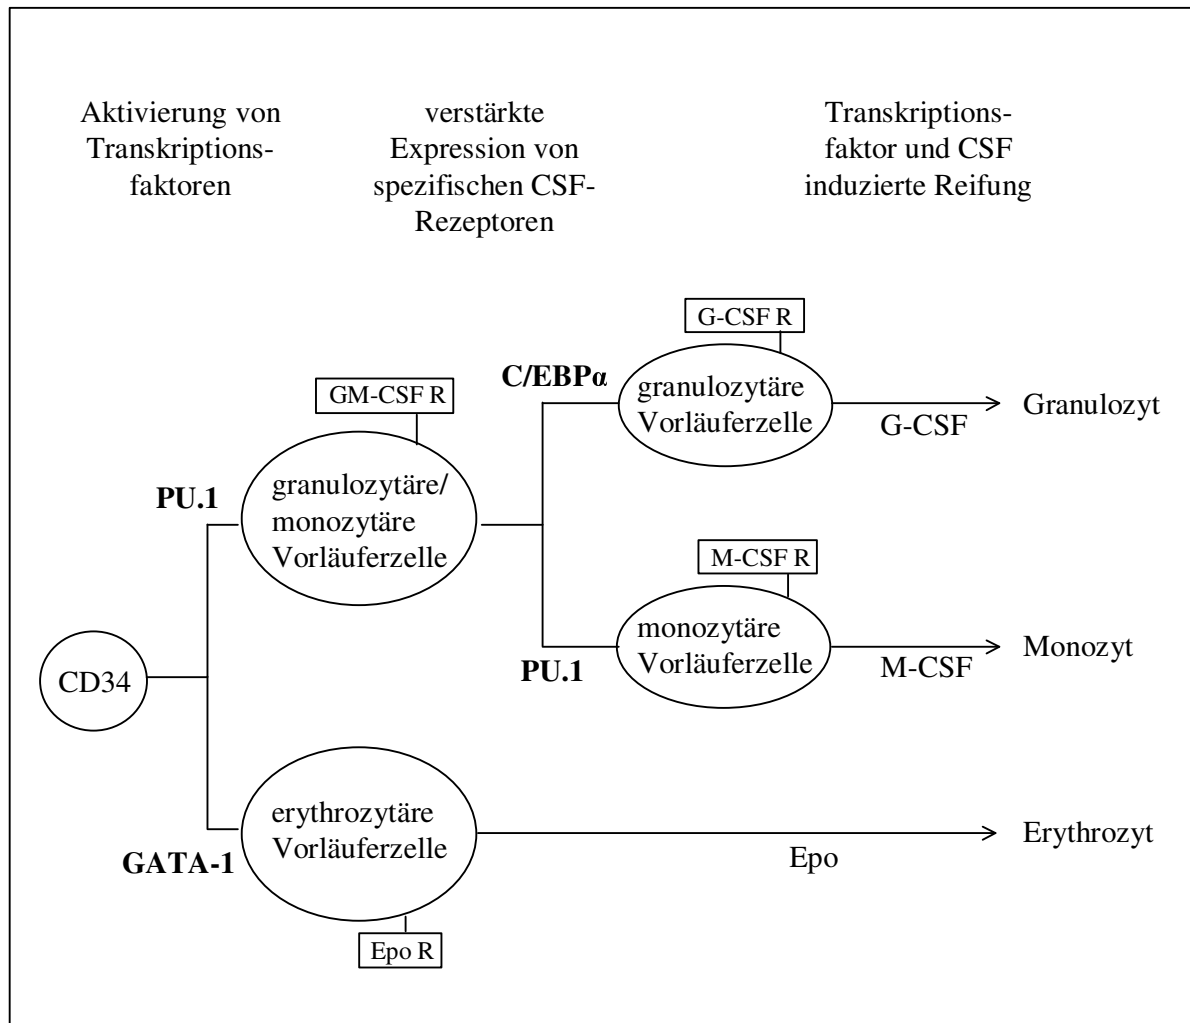 Aktivierung von
Transkriptions-
faktoren
verstärkte
Expression von
spezifischen CSF-
Rezeptoren
Transkriptions-
faktor und CSF
induzierte Reifung
G-CSF R
C/EBPα
granulozytäre
Vorläuferzelle
G-CSF
Granulozyt
GM-CSF R
PU.1
granulozytäre/
monozytäre
Vorläuferzelle
M-CSF R
PU.1
monozytäre
Vorläuferzelle
M-CSF
Monozyt
CD34
GATA-1
erythrozytäre
Vorläuferzelle
Epo
Erythrozyt
Epo R